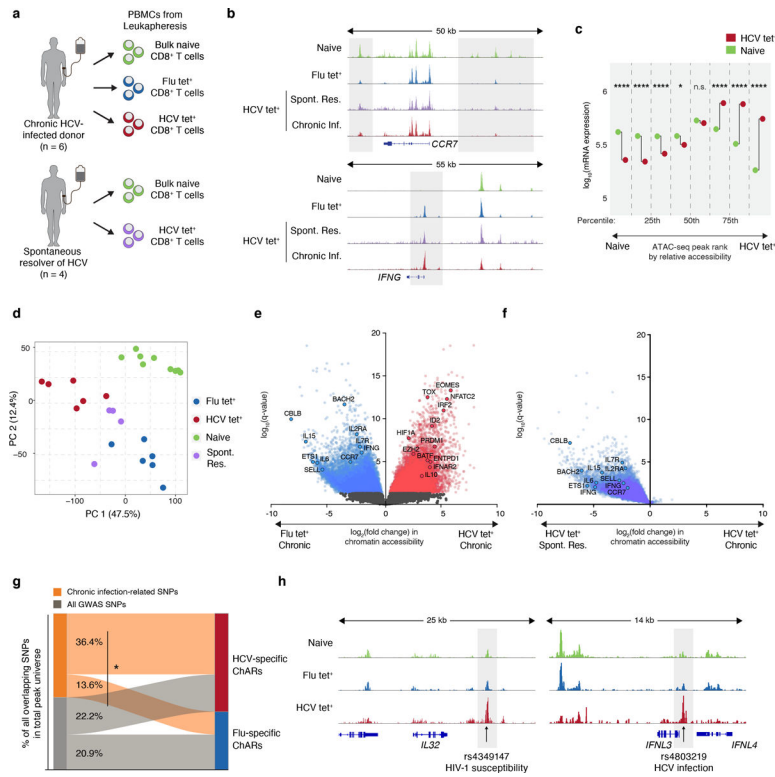 a
PBMCs from
Leukapheresis
Bulk naive
CD8+ T cells
Flu tet+
CD8+ T cells
HCV tet+
CD8+ T cells
Chronic HCV-
infected donor
(n = 6)
Bulk naive
CD8+ T cells
HCV tet+
CD8+ T cells
Spontaneous
resolver of HCV
(n = 4)
b
50 kb
Naive
Flu tet+
HCV tet+
Spont. Res.
Chronic Inf.
CCR7
55 kb
Naive
Flu tet+
HCV tet+
Spont. Res.
Chronic Inf.
IFNG
c
HCV tet+
Naive
**** **** **** * n.s. **** **** ****
log10(mRNA expression)
6
5.5
5
Percentile: 25th 50th 75th
Naive
HCV tet+
ATAC-seq peak rank
by relative accessibility
d
PC 2 (12.4%)
50
0
−50
−100 0 100
PC 1 (47.5%)
Flu tet+
HCV tet+
Naive
Spont.
Res.
e
log10(q-value)
20
15
10
5
0
−10 −5 0 5 10
CBLB
BACH2
IL15
IL2RA
IL7R
IFNG
ETS1
IL6
CCR7
SELL
EOMES
TOX
NFATC2
IRF2
ID2
HIF1A
PRDM1
EZH2
BATF
ENTPD1
IFNAR2
IL10
Flu tet+
Chronic
log2(fold change) in
chromatin accessibility
HCV tet+
Chronic
f
log10(q-value)
20
15
10
5
0
−10 −5 0 5 10
CBLB
IL7R
BACH2
IL15
IL2RA
IL6
SELL
ETS1
IFNG
IFNG
CCR7
HCV tet+
Spont. Res.
log2(fold change) in
chromatin accessibility
HCV tet+
Chronic
g
Chronic infection-related SNPs
All GWAS SNPs
% of all overlapping SNPs
in total peak universe
36.4%
*
13.6%
22.2%
20.9%
HCV-specific
ChARs
Flu-specific
ChARs
h
25 kb
14 kb
Naive
Flu tet+
HCV tet+
IL32
IFNL3
IFNL4
rs4349147
HIV-1 susceptibility
rs4803219
HCV infection